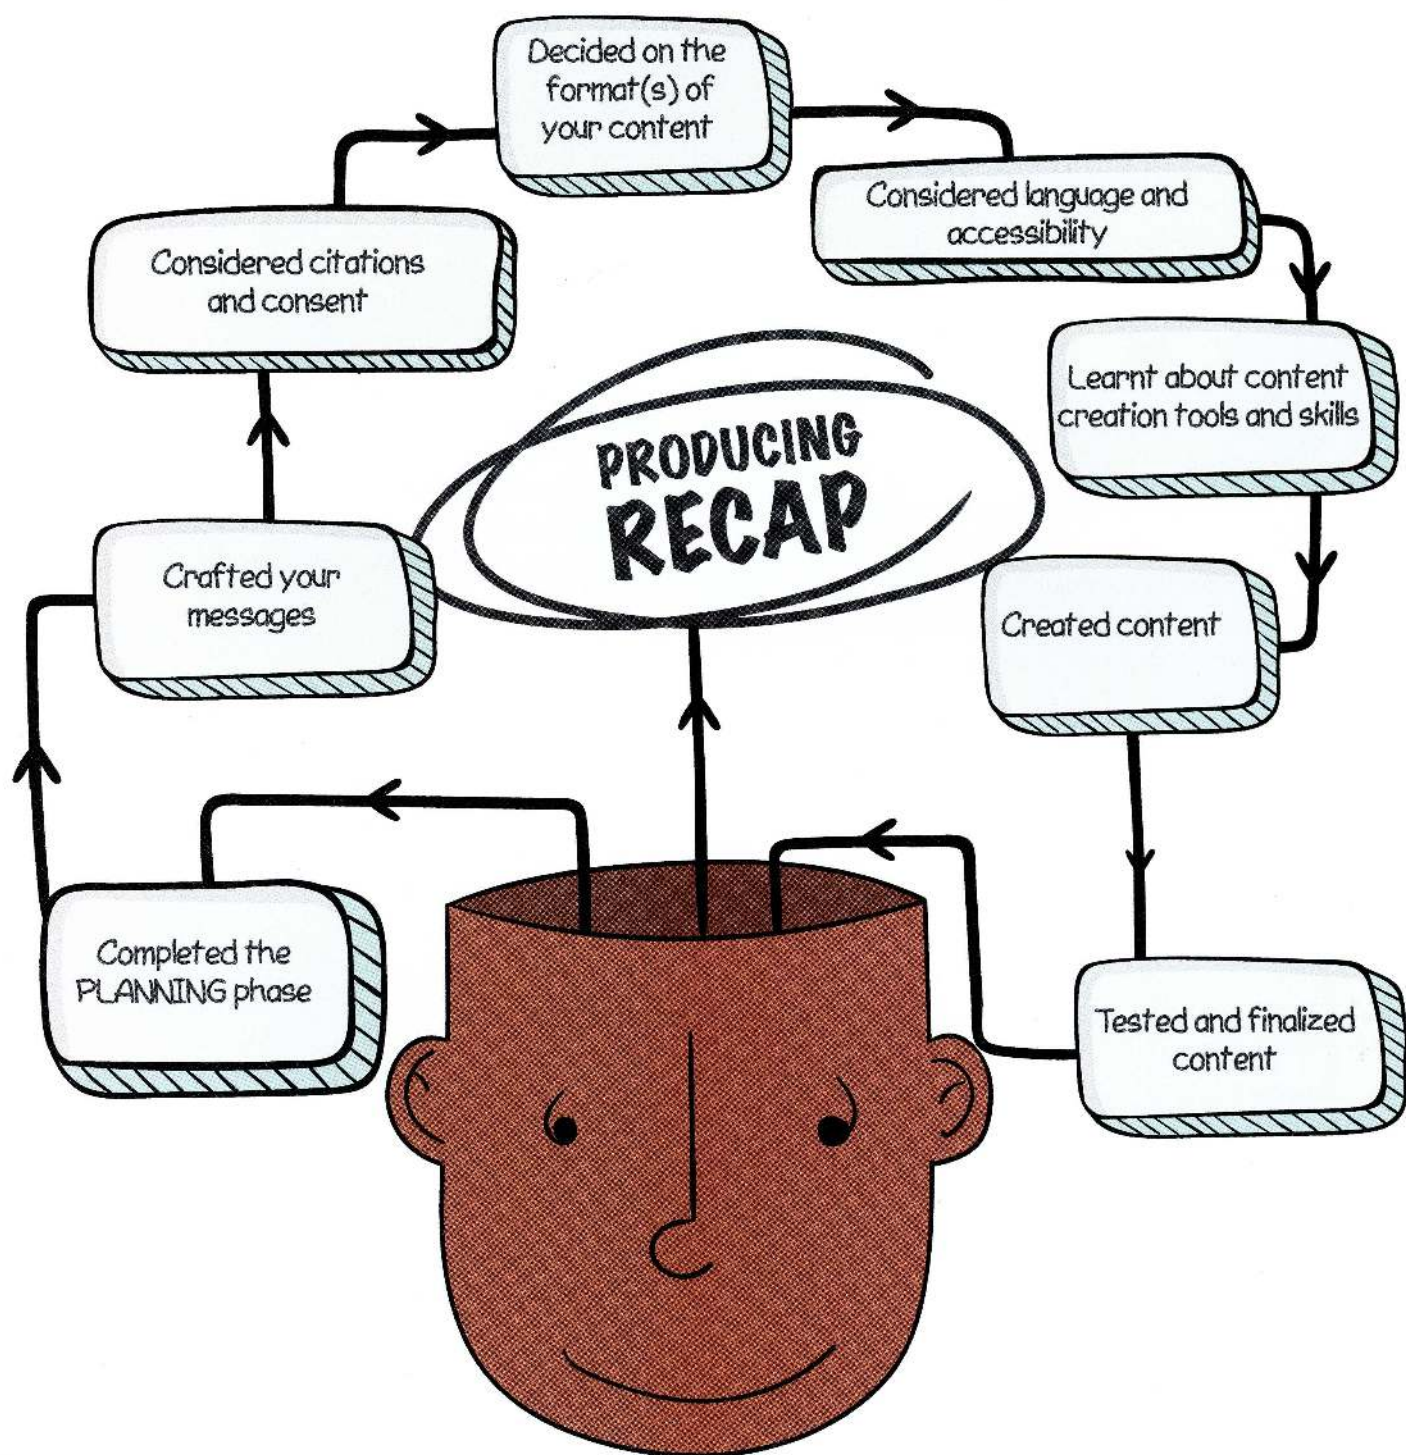 PRODUCING
RECAP
Completed the
PLANNING phase
Crafted your
messages
Considered citations
and consent
Decided on the
format(s) of
your content
Considered language and
accessibility
Learnt about content
creation tools and skills
Created content
Tested and finalized
content